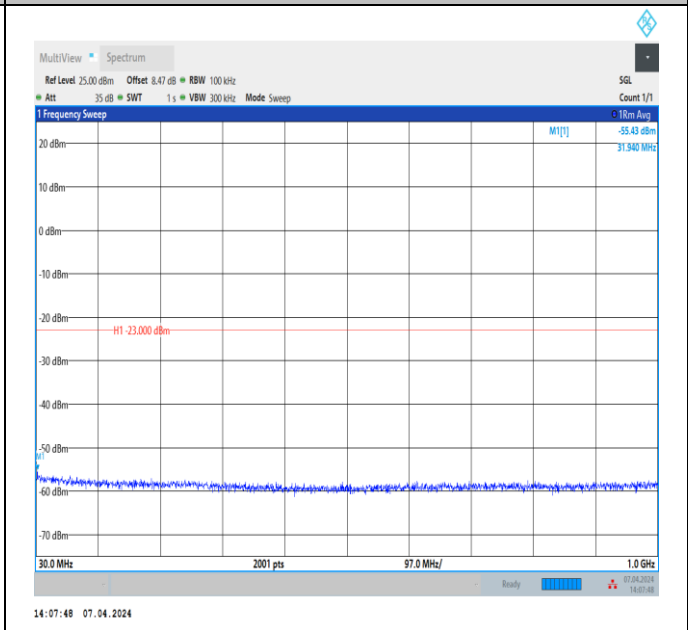 MultiView Spectrum
Ref Level 25.00 dBm Offset 8.47 dB RBW 100 kHz SGL
Att 35 dB SWT 1 s VBW 300 kHz Mode Sweep Count 1/1
1 Frequency Sweep 1Rm Avg
M1[1] -55.43 dBm
31.940 MHz
20 dBm
10 dBm
0 dBm
-10 dBm
-20 dBm
H1 -23.000 dBm
-30 dBm
-40 dBm
-50 dBm
M1
-60 dBm
-70 dBm
30.0 MHz 2001 pts 97.0 MHz/ 1.0 GHz
Ready 07.04.2024
14:07:48
14:07:48 07.04.2024